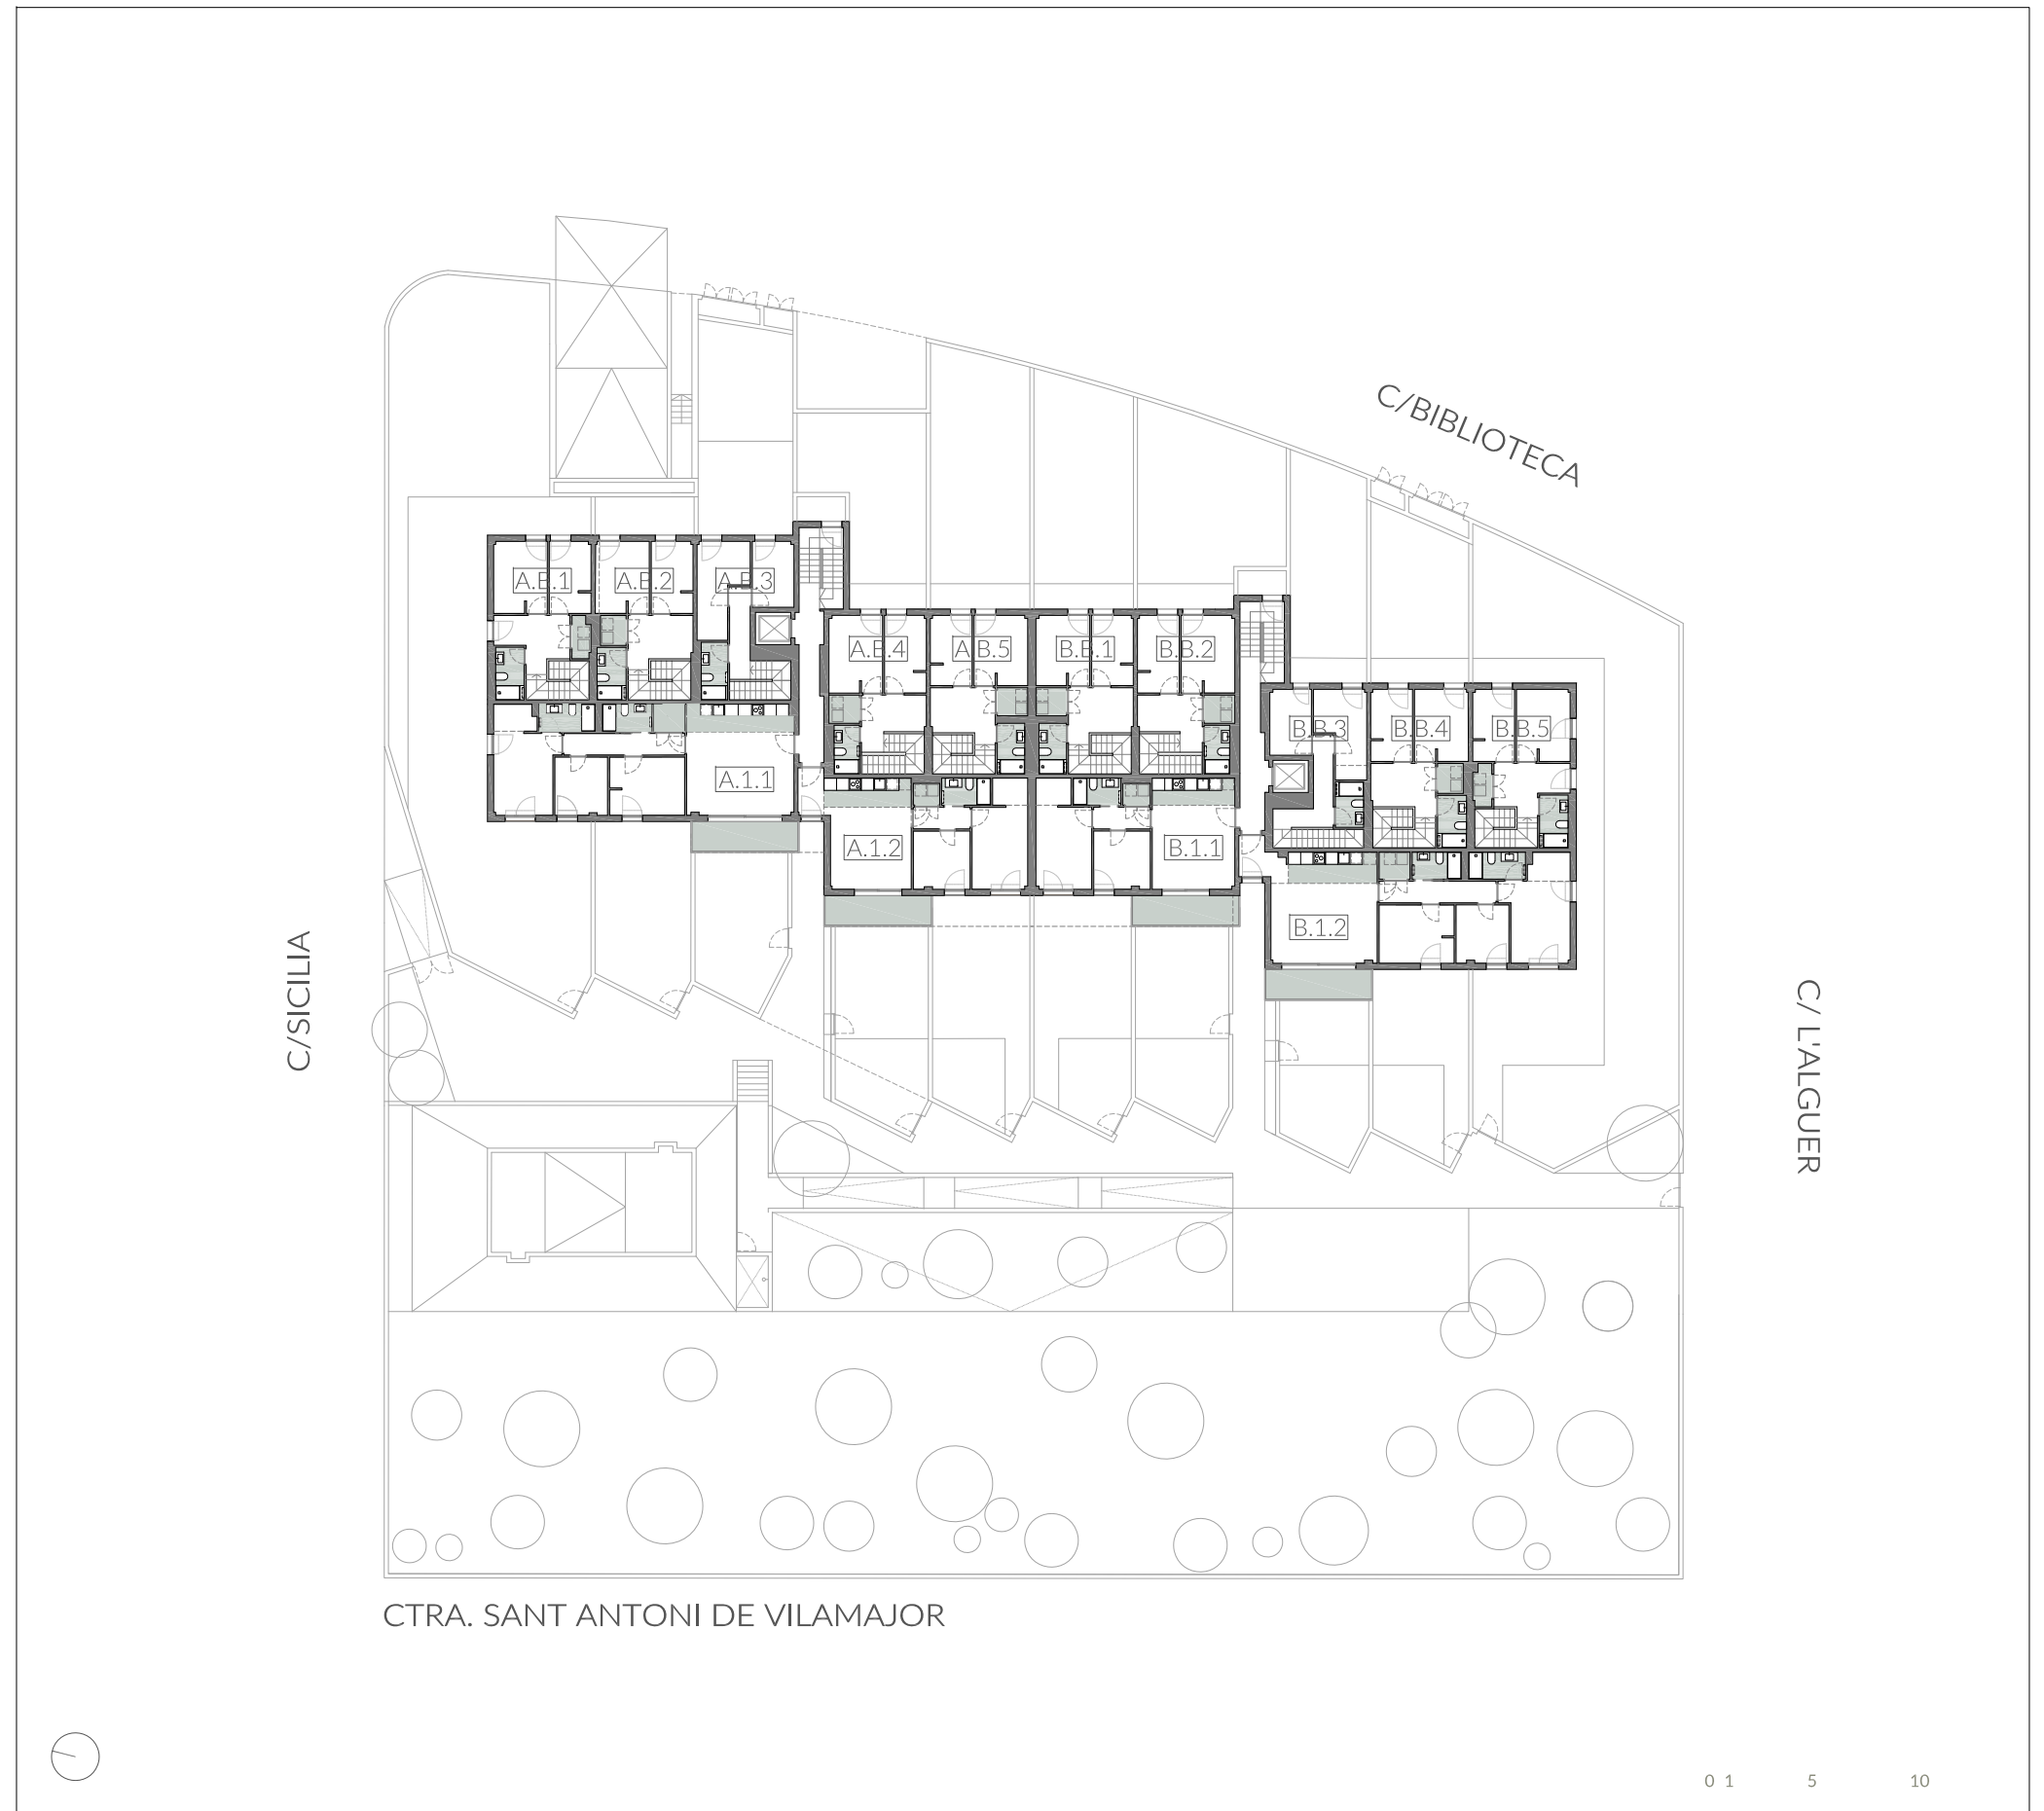 C/BIBLIOTECA
A.B.1
A.B.2
A.B.3
A.B.4
A.B.5
B.B.1
B.B.2
B.B.3
B.B.4
B.B.5
A.1.1
A.1.2
B.1.1
B.1.2
C/SICILIA
C/ L'ALGUER
CTRA. SANT ANTONI DE VILAMAJOR
0 1 5 10